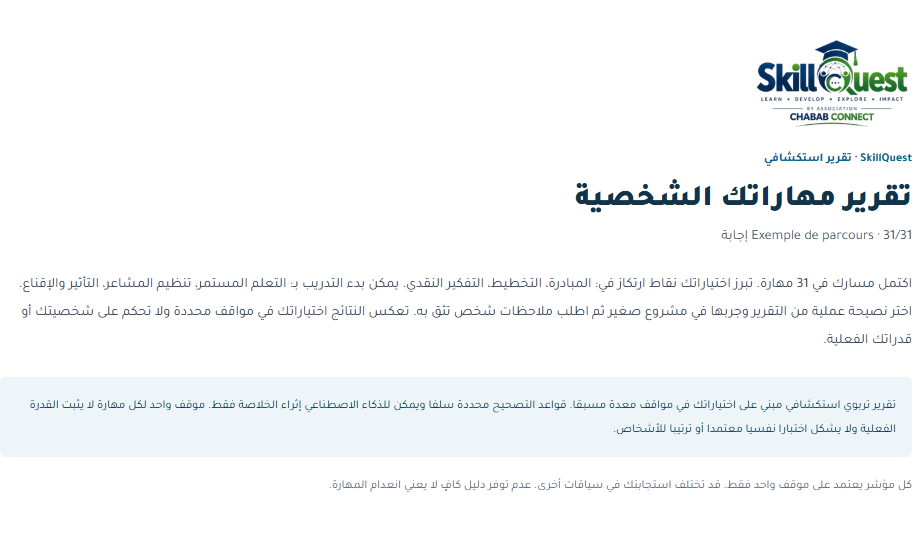 SkillQuest
LEARN • DEVELOP • EXPLORE • IMPACT
BY ASSOCIATION
CHABAB CONNECT
SkillQuest · تقرير استكشافي
تقرير مهاراتك الشخصية
Exemple de parcours · 31/31 إجابة
اكتمل مسارك في 31 مهارة. تبرز اختياراتك نقاط ارتكاز في: المبادرة، التخطيط، التفكير النقدي. يمكن بدء التدريب بـ: التعلم المستمر، تنظيم المشاعر، التأثير والإقناع.
اختر نصيحة عملية من التقرير وجربها في مشروع صغير ثم اطلب ملاحظات شخص تثق به. تعكس النتائج اختياراتك في مواقف محددة ولا تحكم على شخصيتك أو
قدراتك الفعلية.
تقرير تربوي استكشافي مبني على اختياراتك في مواقف معدة مسبقا. قواعد التصحيح محددة سلفا ويمكن للذكاء الاصطناعي إثراء الخلاصة فقط. موقف واحد لكل مهارة لا يثبت القدرة
الفعلية ولا يشكل اختبارا نفسيا معتمدا أو ترتيبا للأشخاص.
كل مؤشر يعتمد على موقف واحد فقط. قد تختلف استجابتك في سياقات أخرى. عدم توفر دليل كافٍ لا يعني انعدام المهارة.